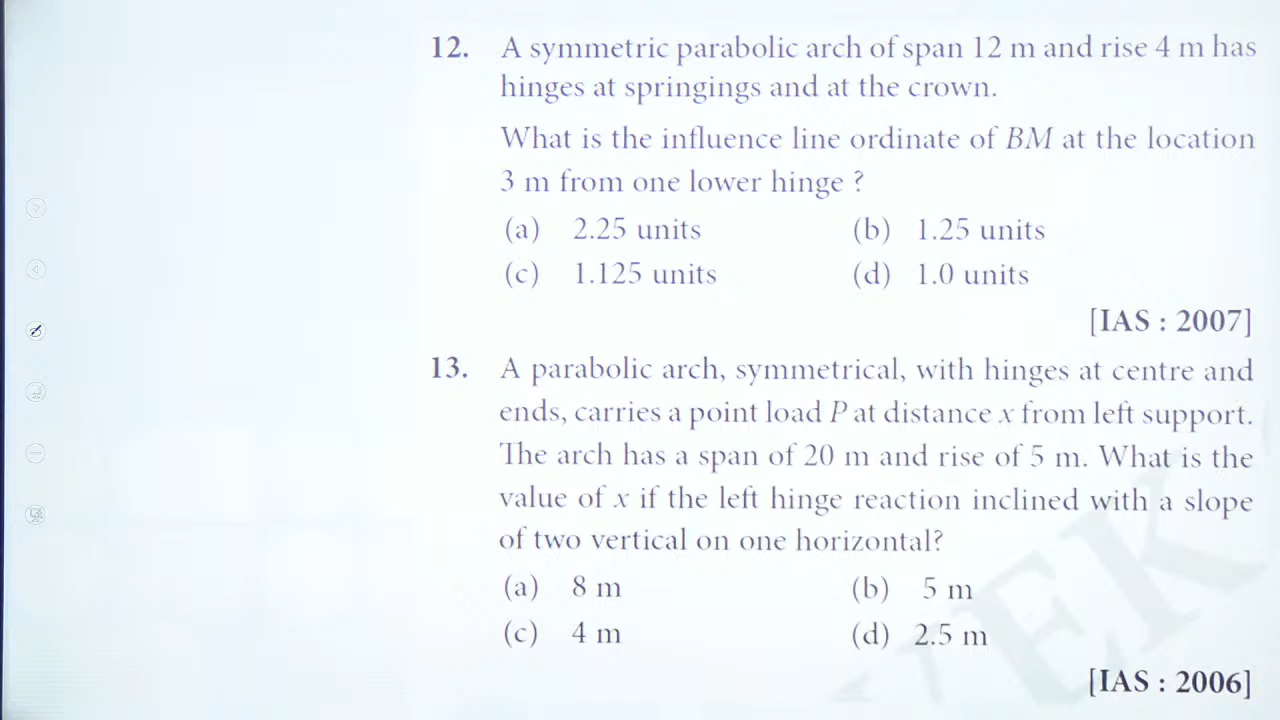 12. A symmetric parabolic arch of span 12 m and rise 4 m has
hinges at springings and at the crown.
What is the influence line ordinate of BM at the location
3 m from one lower hinge ?
(a) 2.25 units (b) 1.25 units
(c) 1.125 units (d) 1.0 units
[IAS : 2007]
13. A parabolic arch, symmetrical, with hinges at centre and
ends, carries a point load P at distance x from left support.
The arch has a span of 20 m and rise of 5 m. What is the
value of x if the left hinge reaction inclined with a slope
of two vertical on one horizontal?
(a) 8 m (b) 5 m
(c) 4 m (d) 2.5 m
[IAS : 2006]